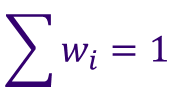 ∑ wᵢ = 1